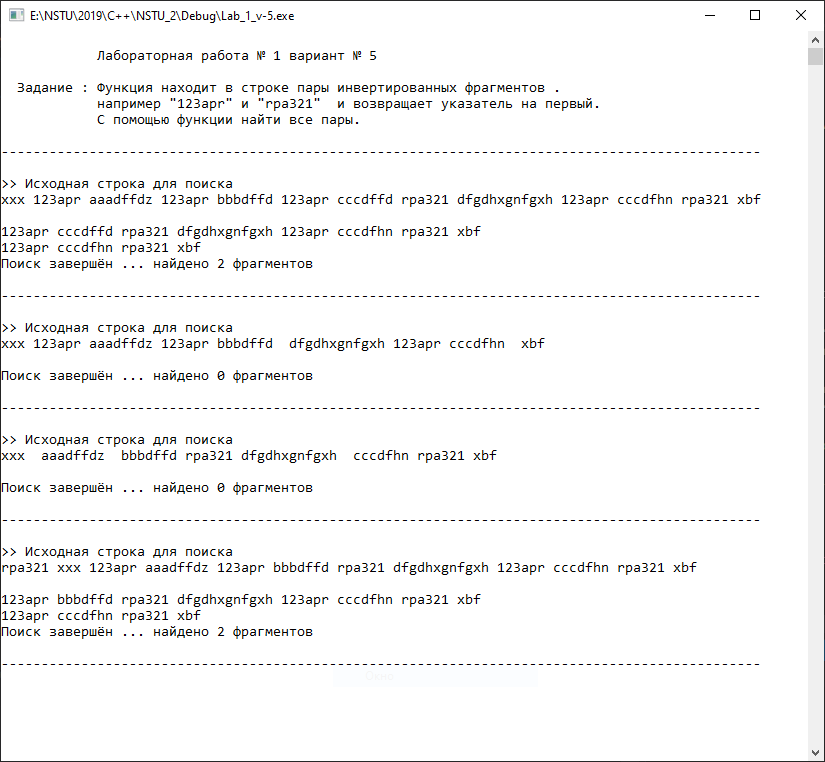 E:\NSTU\2019\C++\NSTU_2\Debug\Lab_1_v-5.exe
Лабораторная работа № 1 вариант № 5
Задание : Функция находит в строке пары инвертированных фрагментов .
например "123apr" и "rpa321"  и возвращает указатель на первый.
С помощью функции найти все пары.
-----------------------------------------------------------------------------------------------
>> Исходная строка для поиска
xxx 123apr aaadffdz 123apr bbbdffd 123apr cccdffd rpa321 dfgdhxgnfgxh 123apr cccdfhn rpa321 xbf
123apr cccdffd rpa321 dfgdhxgnfgxh 123apr cccdfhn rpa321 xbf
123apr cccdfhn rpa321 xbf
Поиск завершён ... найдено 2 фрагментов
-----------------------------------------------------------------------------------------------
>> Исходная строка для поиска
xxx 123apr aaadffdz 123apr bbbdffd  dfgdhxgnfgxh 123apr cccdfhn  xbf
Поиск завершён ... найдено 0 фрагментов
-----------------------------------------------------------------------------------------------
>> Исходная строка для поиска
xxx  aaadffdz  bbbdffd rpa321 dfgdhxgnfgxh  cccdfhn rpa321 xbf
Поиск завершён ... найдено 0 фрагментов
-----------------------------------------------------------------------------------------------
>> Исходная строка для поиска
rpa321 xxx 123apr aaadffdz 123apr bbbdffd rpa321 dfgdhxgnfgxh 123apr cccdfhn rpa321 xbf
123apr bbbdffd rpa321 dfgdhxgnfgxh 123apr cccdfhn rpa321 xbf
123apr cccdfhn rpa321 xbf
Поиск завершён ... найдено 2 фрагментов
-----------------------------------------------------------------------------------------------